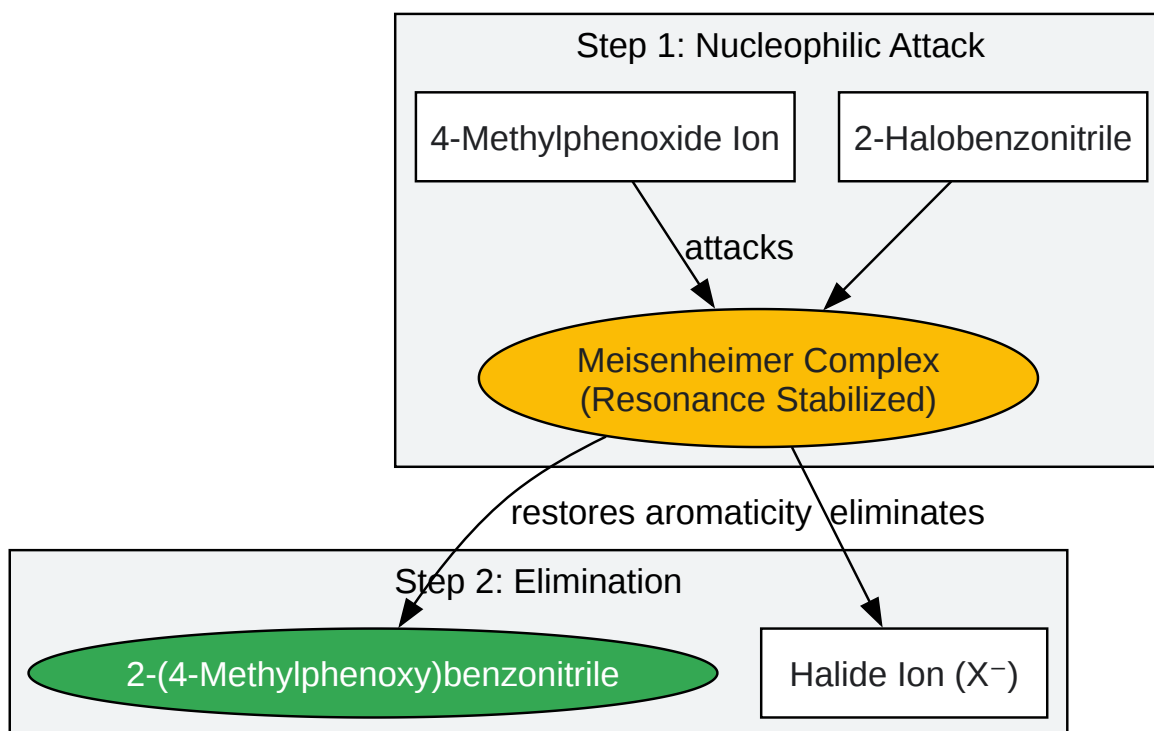 Step 1: Nucleophilic Attack
4-Methylphenoxide Ion
2-Halobenzonitrile
attacks
Meisenheimer Complex
(Resonance Stabilized)
restores aromaticity
eliminates
Step 2: Elimination
2-(4-Methylphenoxy)benzonitrile
Halide Ion (X⁻)